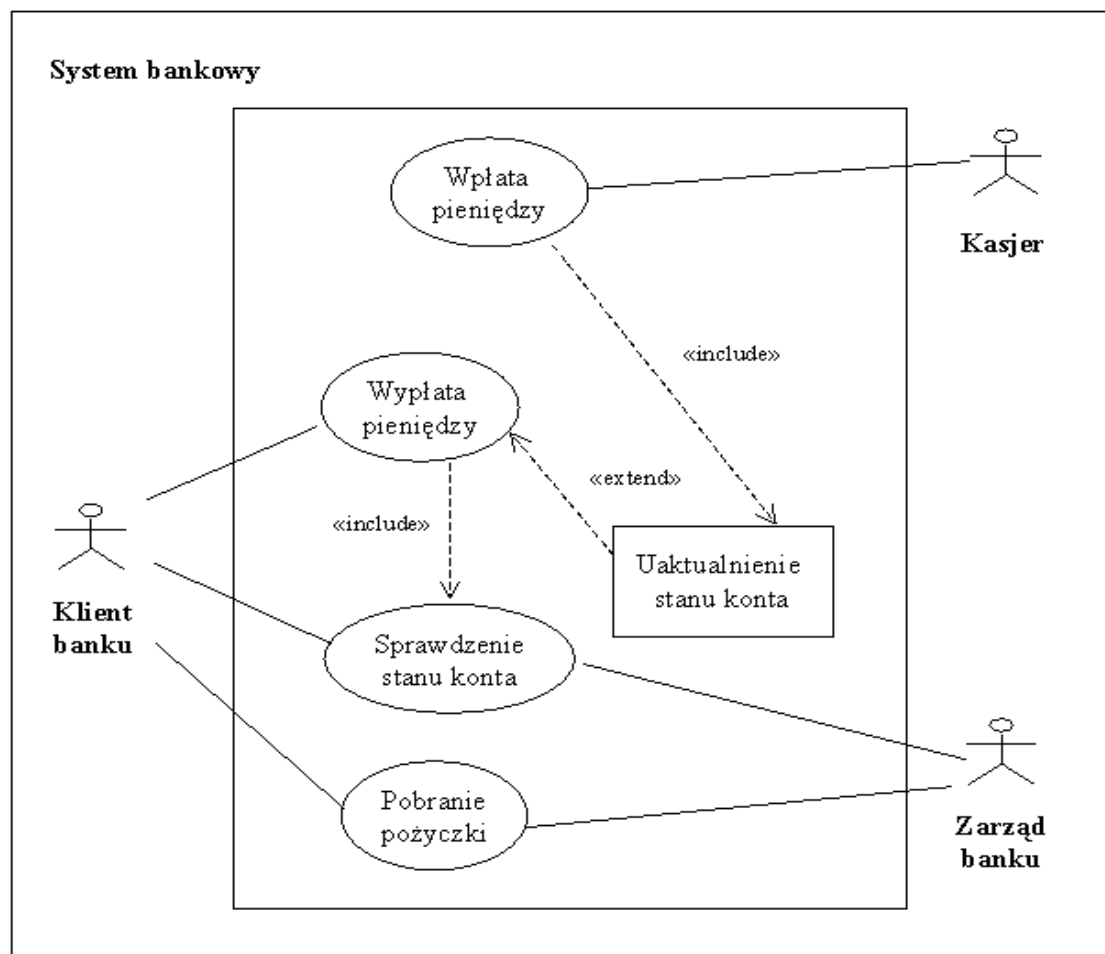 System bankowy
Wpłata
pieniędzy
Kasjer
«include»
Wypłata
pieniędzy
«extend»
«include»
Uaktualnienie
stanu konta
Klient
banku
Sprawdzenie
stanu konta
Pobranie
pożyczki
Zarząd
banku